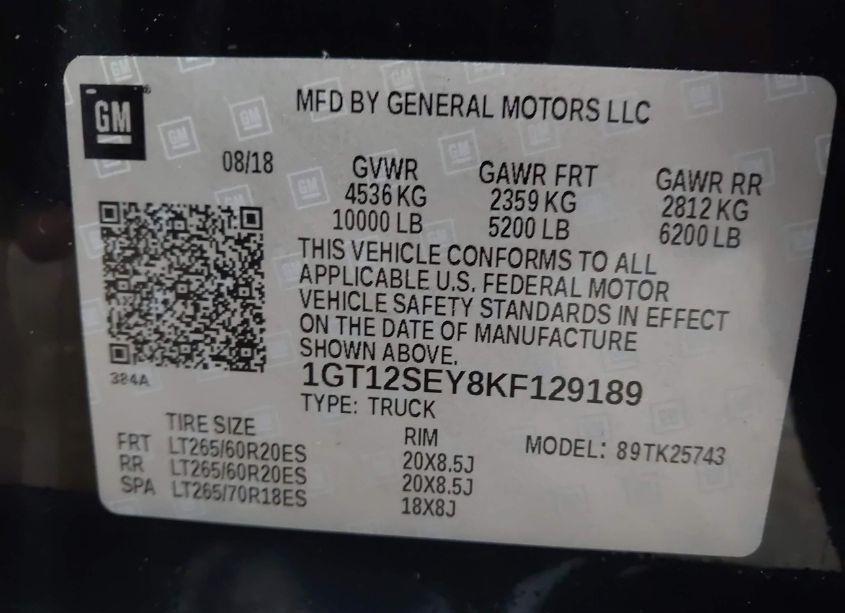 GM
MFD BY GENERAL MOTORS LLC
08/18
GVWR GAWR FRT GAWR RR
4536 KG 2359 KG 2812 KG
10000 LB 5200 LB 6200 LB
THIS VEHICLE CONFORMS TO ALL
APPLICABLE U.S. FEDERAL MOTOR
VEHICLE SAFETY STANDARDS IN EFFECT
ON THE DATE OF MANUFACTURE
SHOWN ABOVE.
384A
1GT12SEY8KF129189
TYPE: TRUCK
TIRE SIZE RIM MODEL: 89TK25743
FRT LT265/60R20ES 20X8.5J
RR LT265/60R20ES 20X8.5J
SPA LT265/70R18ES 18X8J